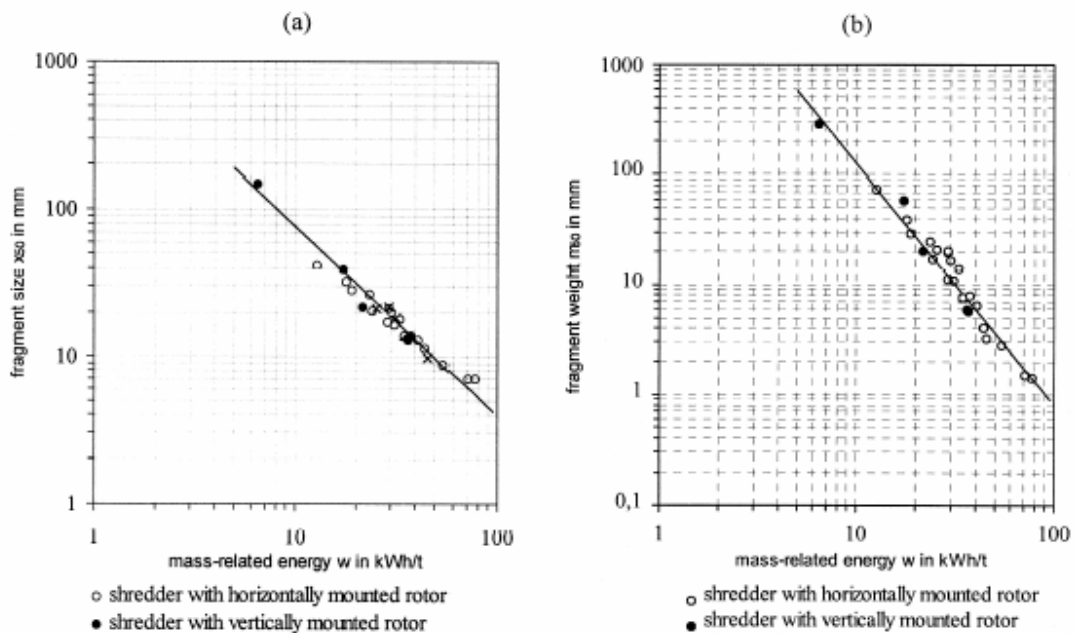 (a)
(b)
1000
100
10
1
fragment size x50 in mm
1
10
100
mass-related energy w in kWh/t
○ shredder with horizontally mounted rotor
● shredder with vertically mounted rotor
1000
100
10
1
0,1
fragment weight m50 in mm
1
10
100
mass-related energy w in kWh/t
○ shredder with horizontally mounted rotor
● shredder with vertically mounted rotor